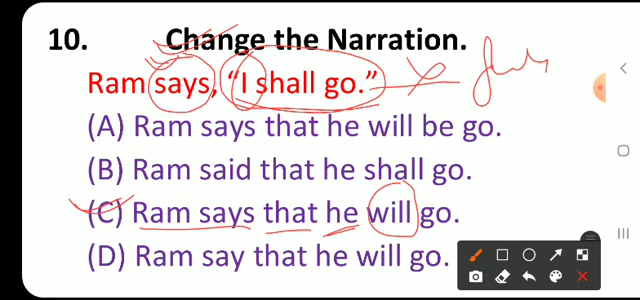 10. Change the Narration.
Ram says, “I shall go.”
(A) Ram says that he will be go.
(B) Ram said that he shall go.
(C) Ram says that he will go.
(D) Ram say that he will go.